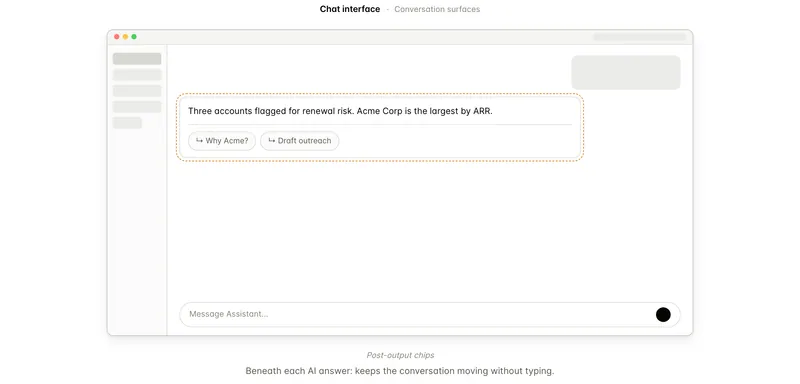 Chat interface · Conversation surfaces
Three accounts flagged for renewal risk. Acme Corp is the largest by ARR.
↳ Why Acme? ↳ Draft outreach
Message Assistant...
Post-output chips
Beneath each AI answer: keeps the conversation moving without typing.